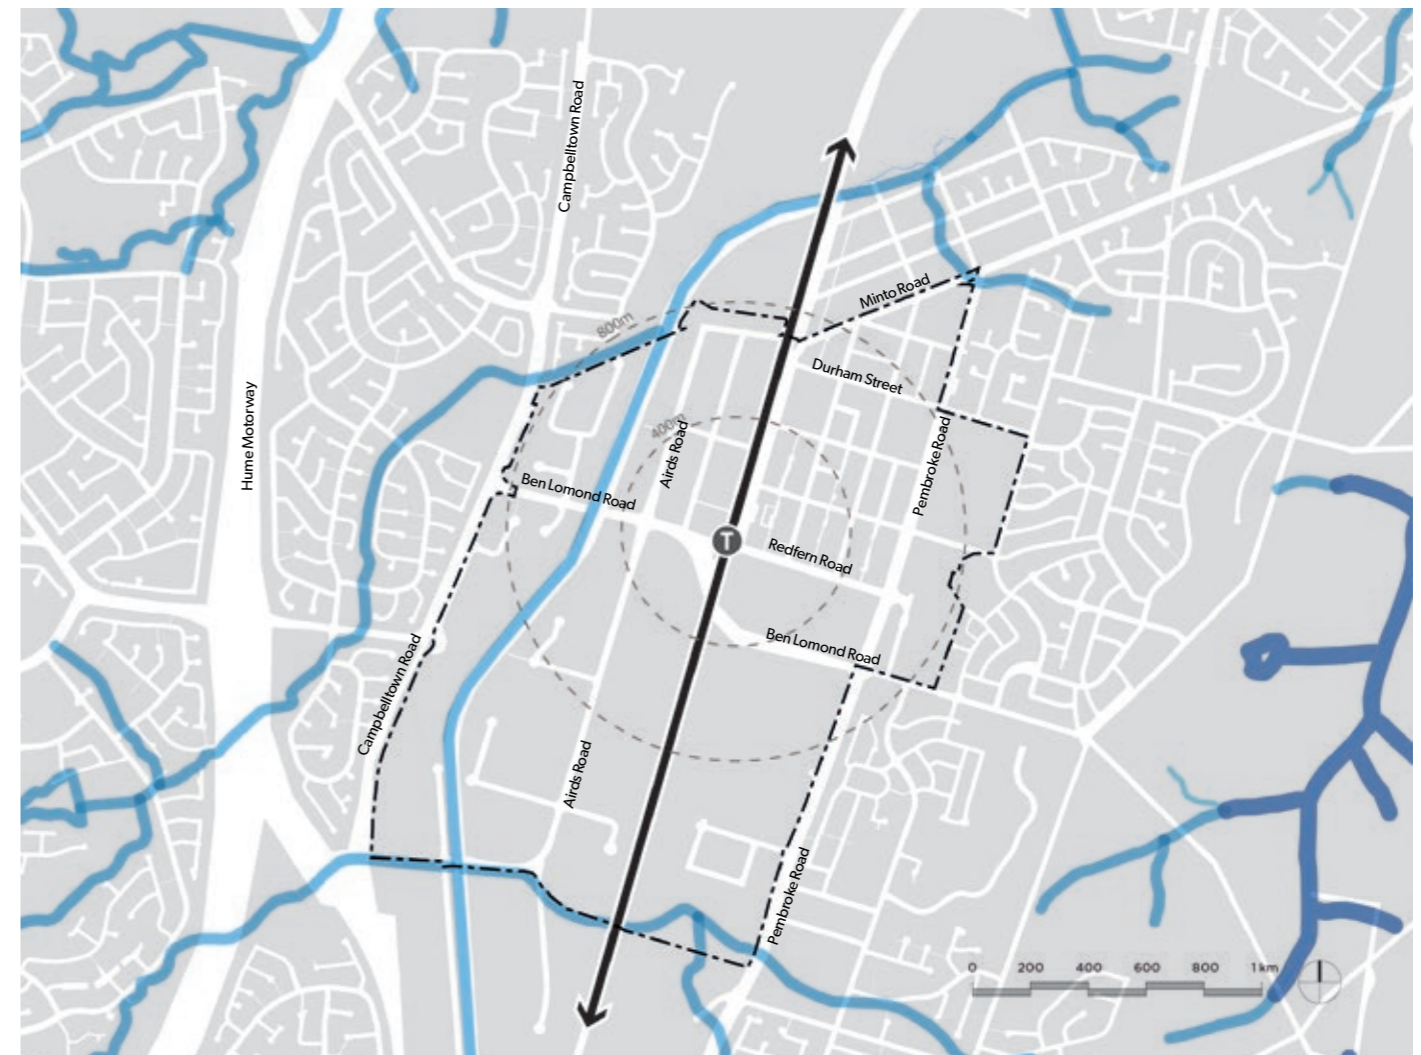 Campbelltown Road
Minto Road
800m
Durham Street
Hume Motorway
400m
Airds Road
Pembroke Road
Ben Lomond Road
T
Redfern Road
Ben Lomond Road
Campbelltown Road
Airds Road
Pembroke Road
0 200 400 600 800 1km